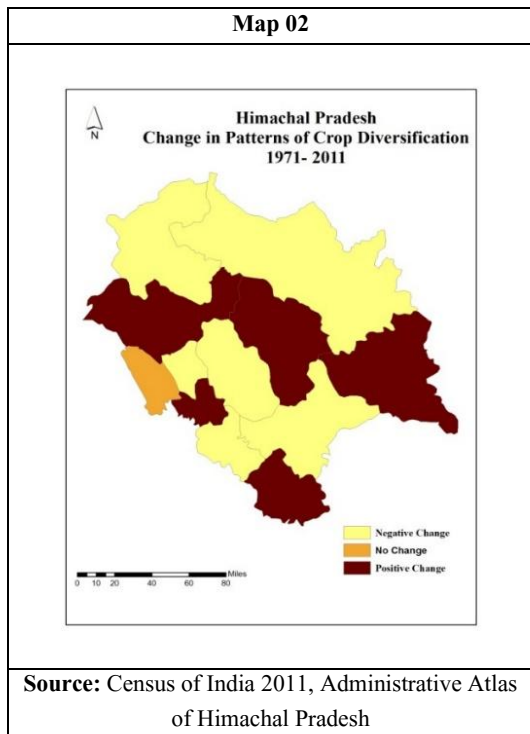 Map 02
Himachal Pradesh
Change in Patterns of Crop Diversification
1971- 2011
N
Negative Change
No Change
Positive Change
Miles
0 10 20 40 60 80
Source: Census of India 2011, Administrative Atlas
of Himachal Pradesh